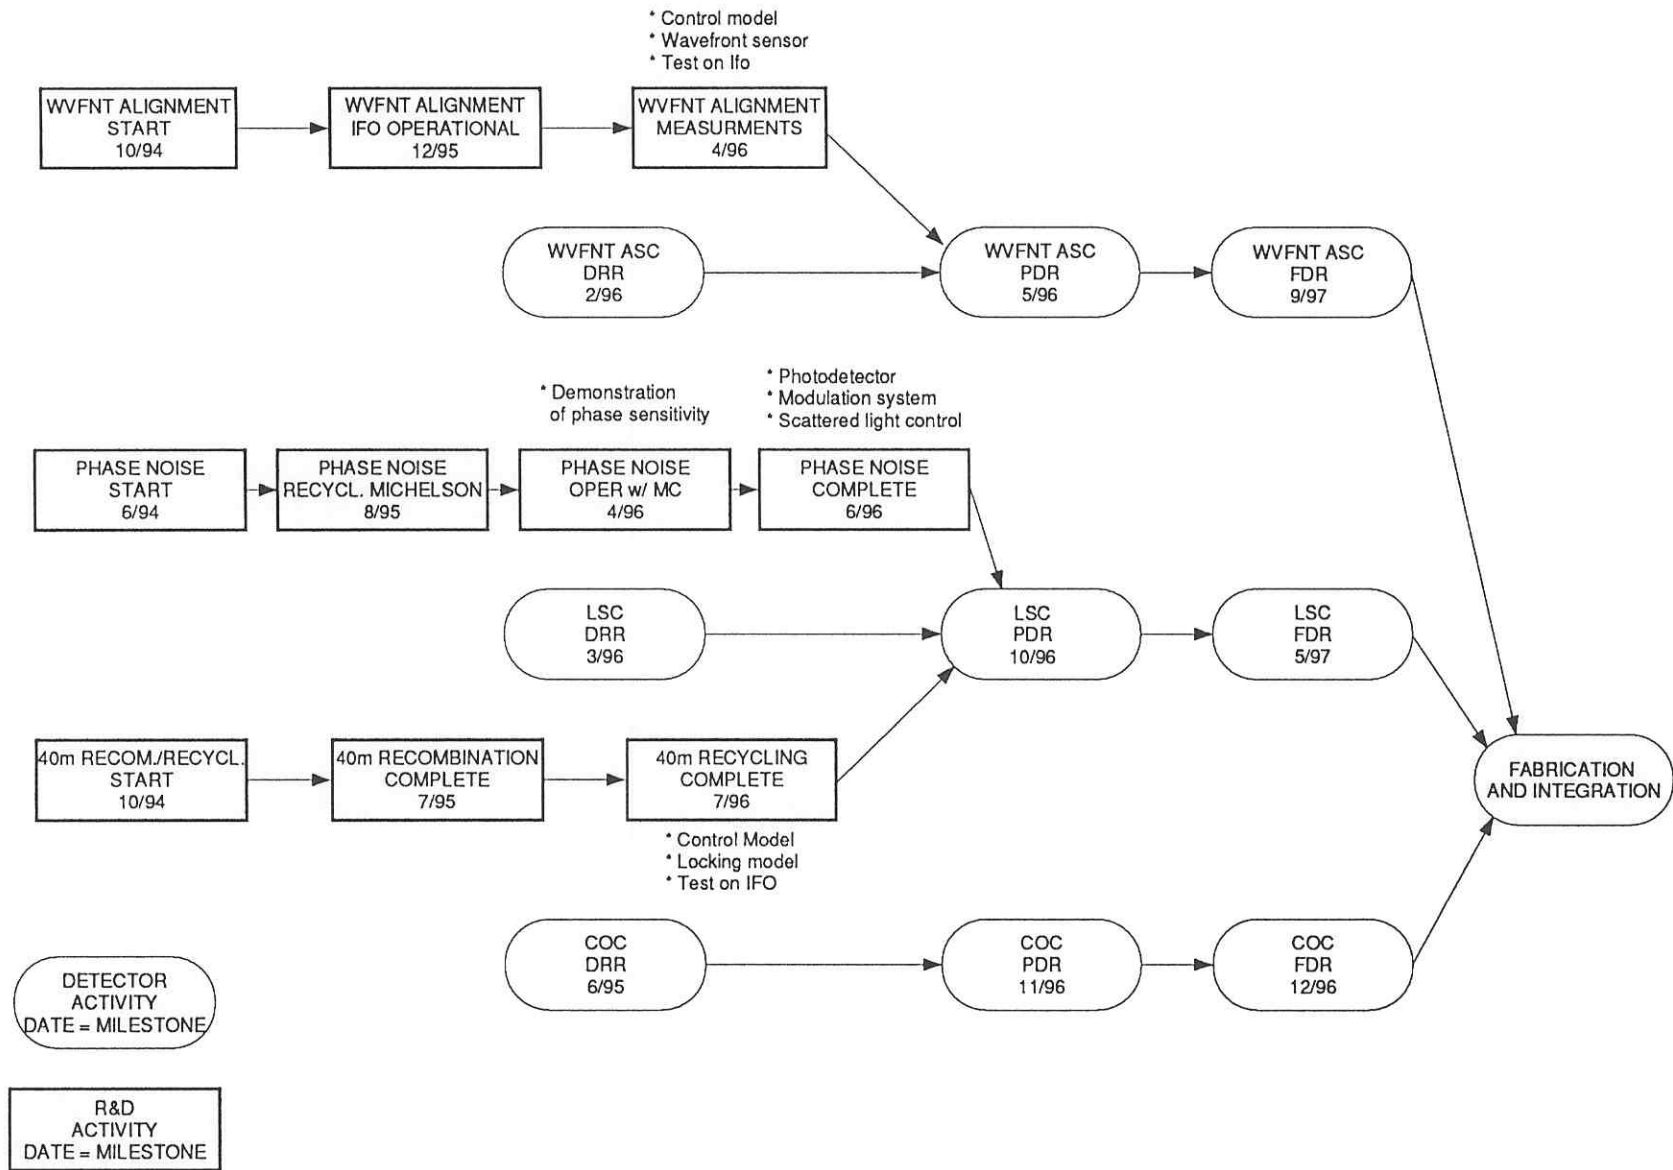 * Control model
* Wavefront sensor
* Test on Ifo
WVFNT ALIGNMENT
START
10/94
WVFNT ALIGNMENT
IFO OPERATIONAL
12/95
WVFNT ALIGNMENT
MEASURMENTS
4/96
WVFNT ASC
DRR
2/96
WVFNT ASC
PDR
5/96
WVFNT ASC
FDR
9/97
* Demonstration
of phase sensitivity
* Photodetector
* Modulation system
* Scattered light control
PHASE NOISE
START
6/94
PHASE NOISE
RECYCL. MICHELSON
8/95
PHASE NOISE
OPER w/ MC
4/96
PHASE NOISE
COMPLETE
6/96
LSC
DRR
3/96
LSC
PDR
10/96
LSC
FDR
5/97
40m RECOM./RECYCL.
START
10/94
40m RECOMBINATION
COMPLETE
7/95
40m RECYCLING
COMPLETE
7/96
* Control Model
* Locking model
* Test on IFO
FABRICATION
AND INTEGRATION
COC
DRR
6/95
COC
PDR
11/96
COC
FDR
12/96
DETECTOR
ACTIVITY
DATE = MILESTONE
R&D
ACTIVITY
DATE = MILESTONE